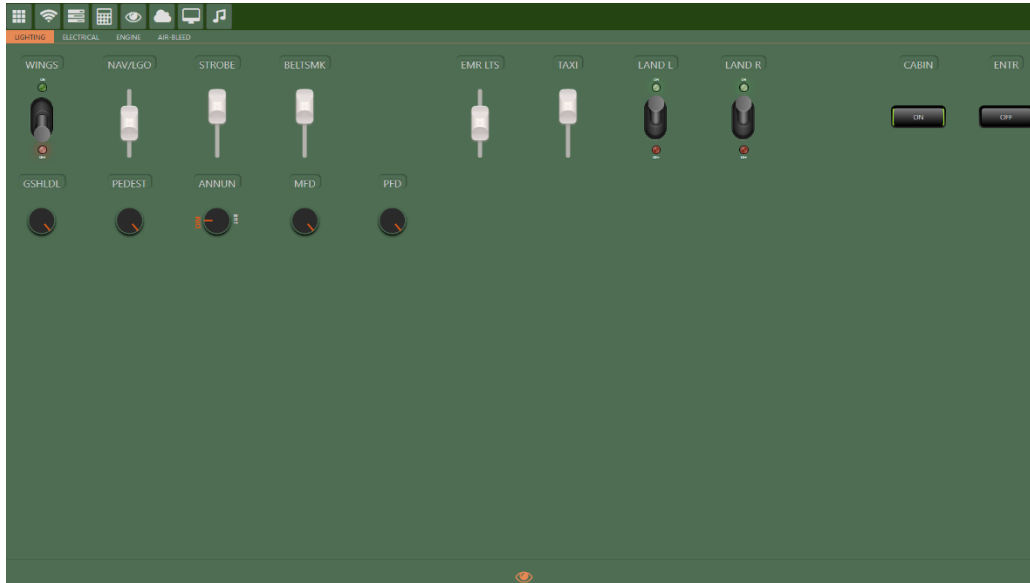 LIGHTING ELECTRICAL ENGINE AIR-BLEED
WINGS NAV/LGO STROBE BELTSMK EMR LTS TAXI LAND L LAND R CABIN ENTR
ON OFF
GSHLDL PEDEST ANNUN MFD PFD
BRT